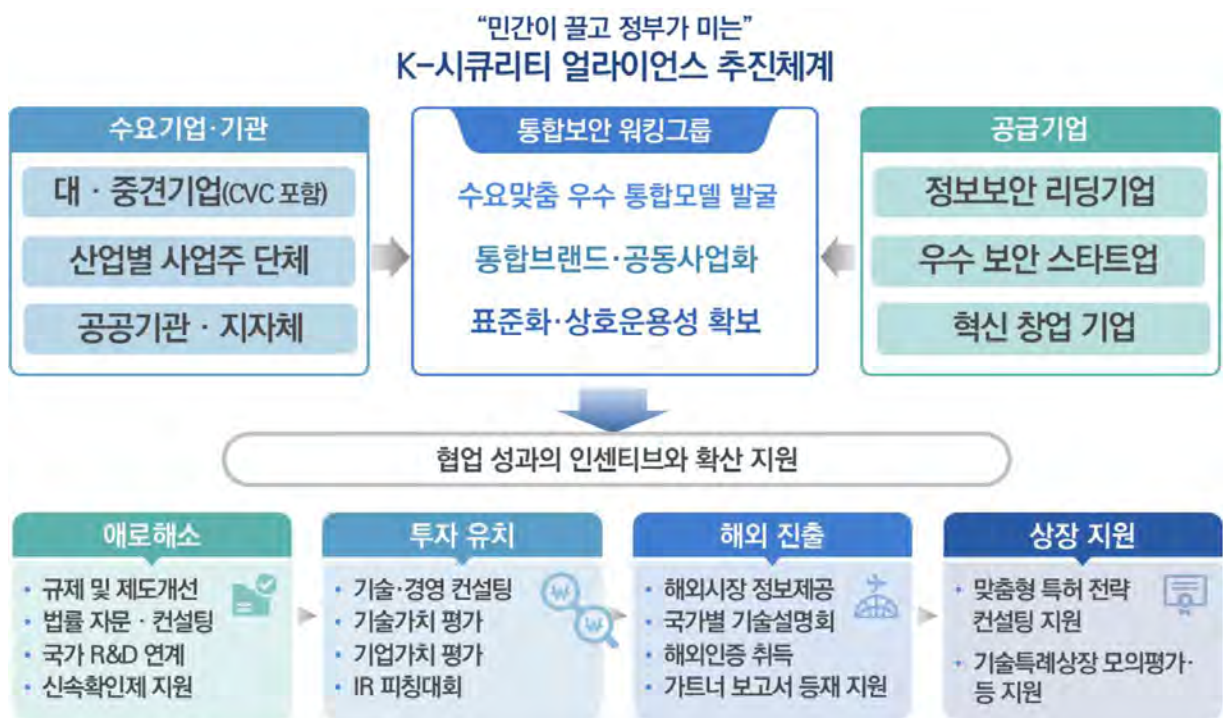 “민간이 끌고 정부가 미는”
K-시큐리티 얼라이언스 추진체계
수요기업·기관
대 · 중견기업(CVC 포함)
산업별 사업주 단체
공공기관 · 지자체
통합보안 워킹그룹
수요맞춤 우수 통합모델 발굴
통합브랜드·공동사업화
표준화·상호운용성 확보
공급기업
정보보안 리딩기업
우수 보안 스타트업
혁신 창업 기업
협업 성과의 인센티브와 확산 지원
애로해소
• 규제 및 제도개선
• 법률 자문 · 컨설팅
• 국가 R&D 연계
• 신속확인제 지원
투자 유치
• 기술·경영 컨설팅
• 기술가치 평가
• 기업가치 평가
• IR 피칭대회
해외 진출
• 해외시장 정보제공
• 국가별 기술설명회
• 해외인증 취득
• 가트너 보고서 등재 지원
상장 지원
• 맞춤형 특허 전략
컨설팅 지원
• 기술특례상장 모의평가·
등 지원